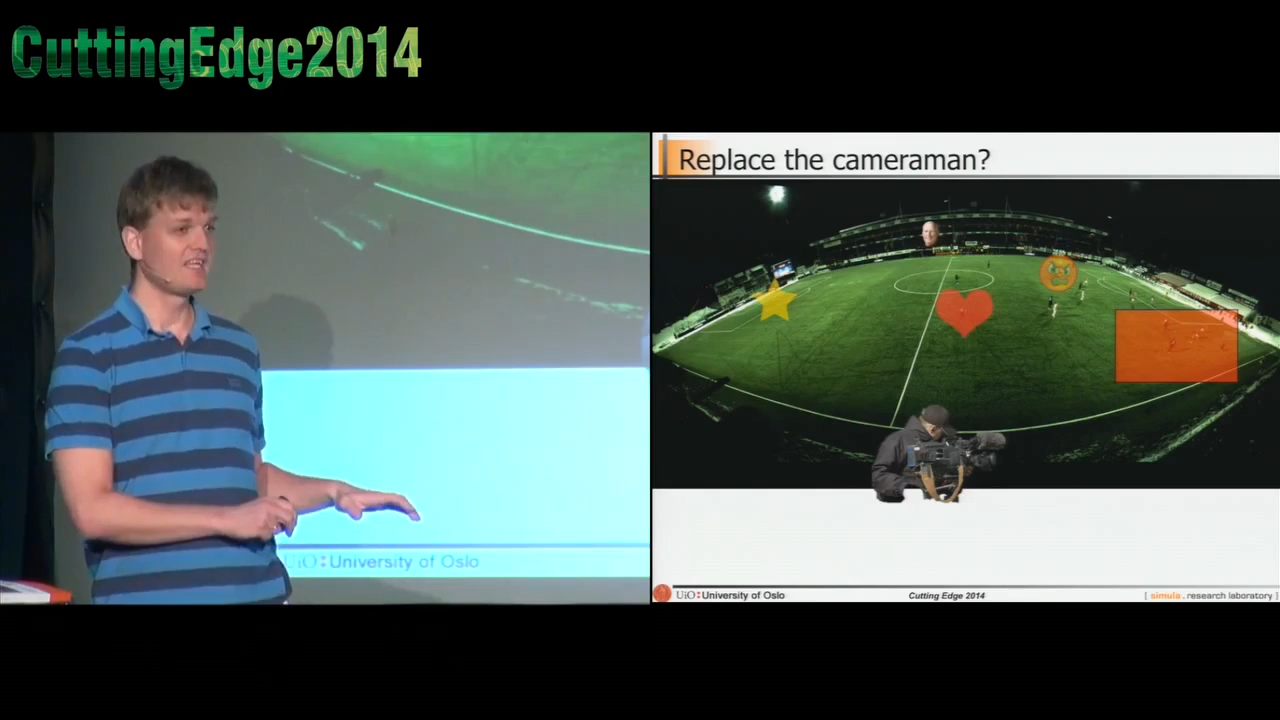 CuttingEdge2014
Replace the cameraman?
UiO:University of Oslo
UiO:University of Oslo
Cutting Edge 2014
[ simula . research laboratory ]